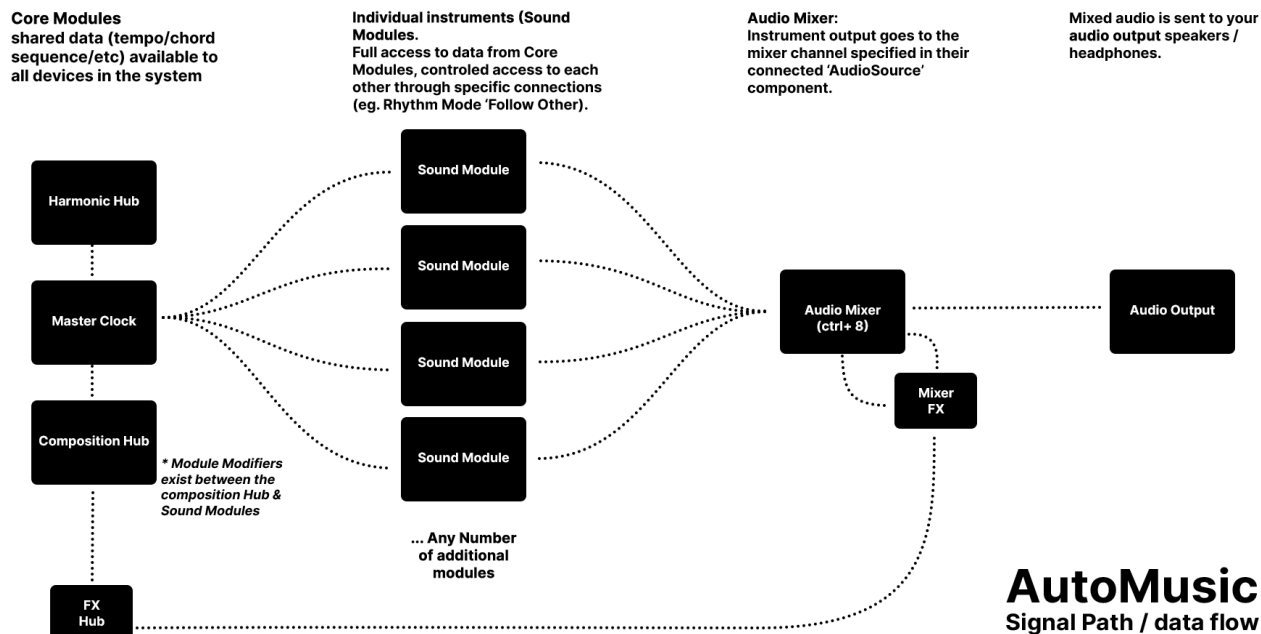 Core Modules
shared data (tempo/chord
sequence/etc) available to
all devices in the system
Individual instruments (Sound
Modules.
Full access to data from Core
Modules, controled access to each
other through specific connections
(eg. Rhythm Mode ‘Follow Other).
Audio Mixer:
Instrument output goes to the
mixer channel specified in their
connected ‘AudioSource’
component.
Mixed audio is sent to your
audio output speakers /
headphones.
Harmonic Hub
Master Clock
Composition Hub
* Module Modifiers
exist between the
composition Hub &
Sound Modules
FX
Hub
Sound Module
Sound Module
Sound Module
Sound Module
... Any Number
of additional
modules
Audio Mixer
(ctrl+ 8)
Mixer
FX
Audio Output
AutoMusic
Signal Path / data flow